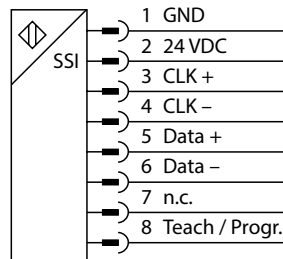 1 GND
2 24 VDC
SSI
3 CLK +
4 CLK –
5 Data +
6 Data –
7 n.c.
8 Teach / Progr.